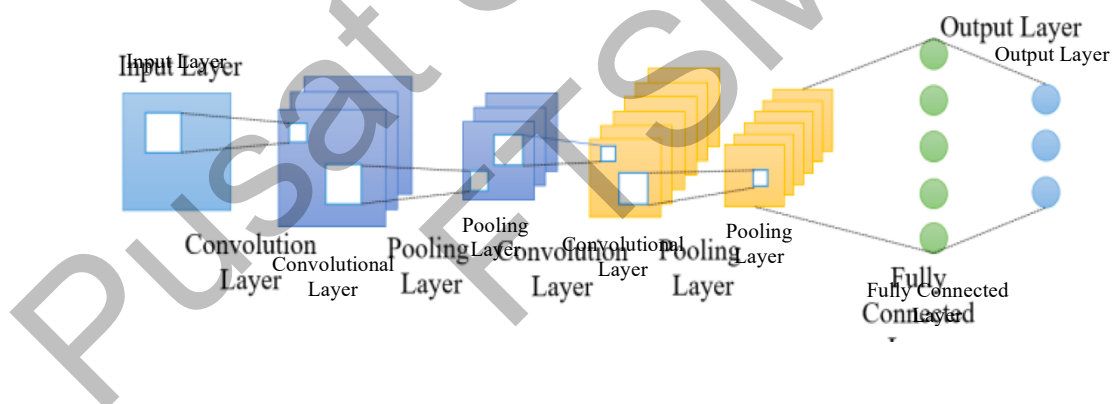 Output Layer
Output Layer
Input Layer
Input Layer
Pooling
Layer
Pooling
Layer
Convolution
Layer
Convolutional
Layer
Pooling
Layer
Convolution
Layer
Convolutional
Layer
Pooling
Layer
Fully
Connected
Fully Connected
Layer
Pusat
FTSM